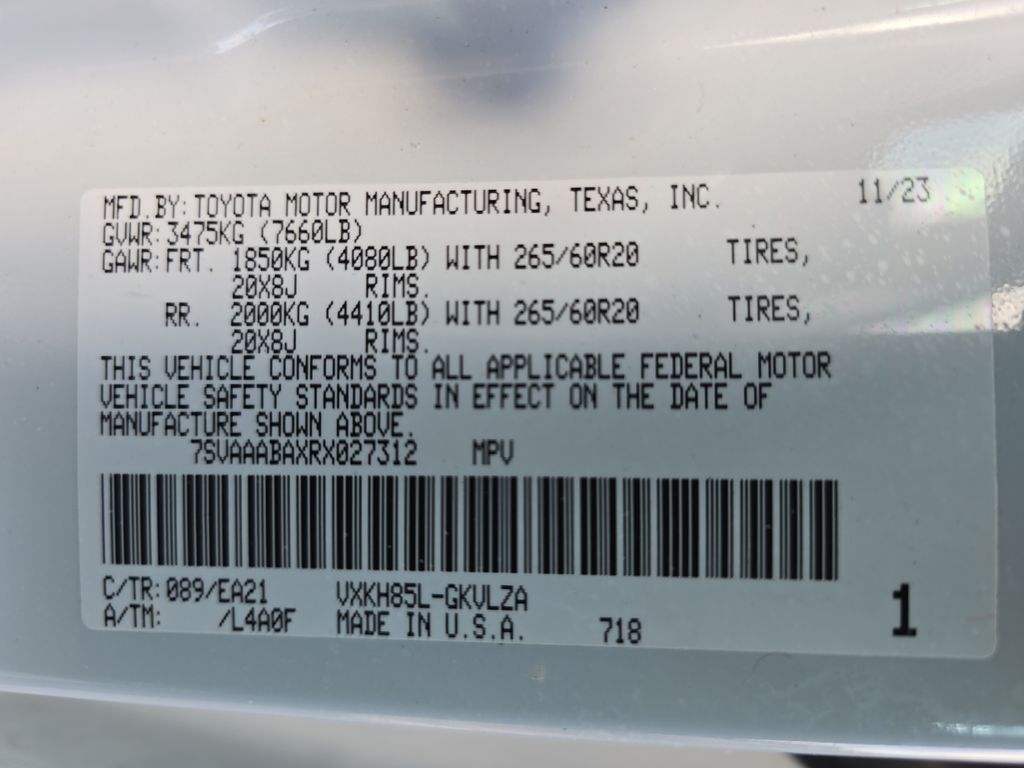 MFD.BY: TOYOTA MOTOR MANUFACTURING, TEXAS, INC. 11/23
GVWR: 3475KG (7660LB)
GAWR: FRT. 1850KG (4080LB) WITH 265/60R20 TIRES,
20X8J RIMS.
RR. 2000KG (4410LB) WITH 265/60R20 TIRES,
20X8J RIMS.
THIS VEHICLE CONFORMS TO ALL APPLICABLE FEDERAL MOTOR
VEHICLE SAFETY STANDARDS IN EFFECT ON THE DATE OF
MANUFACTURE SHOWN ABOVE.
7SVAAABAXRX027312 MPV
C/TR: 089/EA21 VXKH85L-GKVLZA
A/TM: /L4A0F MADE IN U.S.A. 718 1